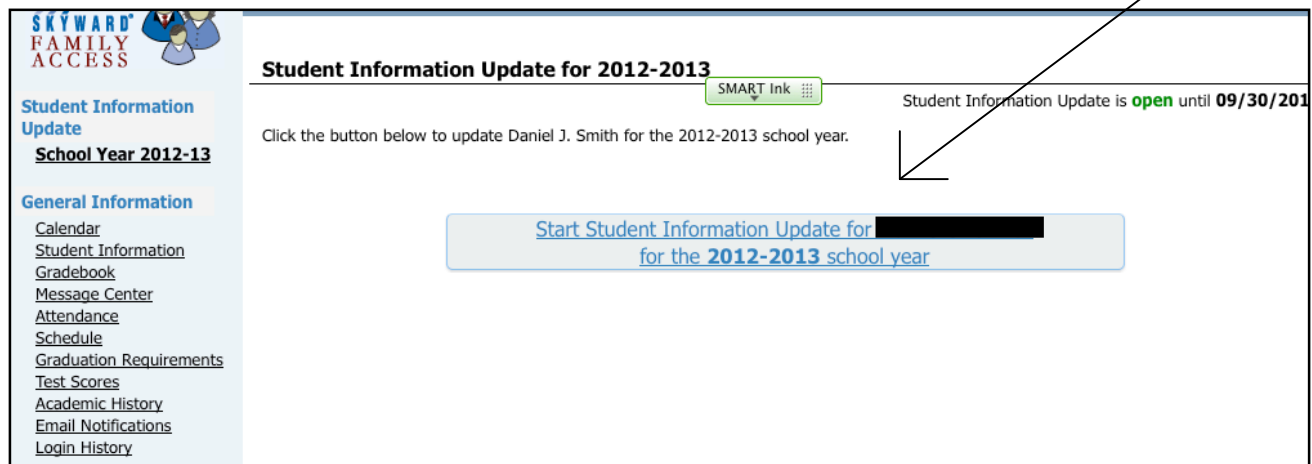 SKYWARD®
FAMILY
ACCESS
Student Information Update for 2012-2013
SMART Ink
Student Information Update is open until 09/30/201
Click the button below to update Daniel J. Smith for the 2012-2013 school year.
Start Student Information Update for
for the 2012-2013 school year
Student Information
Update
School Year 2012-13
General Information
Calendar
Student Information
Gradebook
Message Center
Attendance
Schedule
Graduation Requirements
Test Scores
Academic History
Email Notifications
Login History